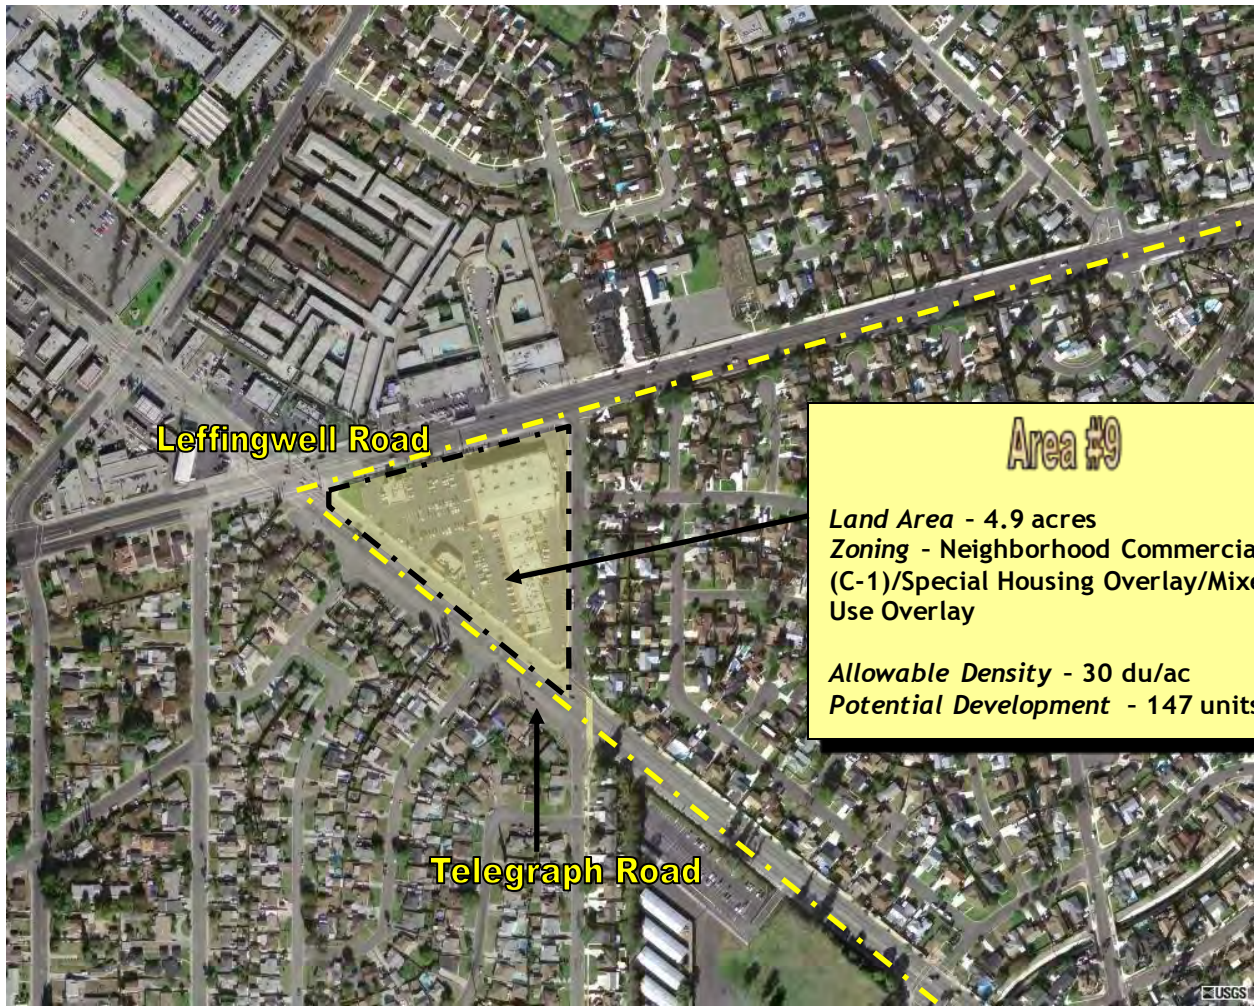 Leffingwell Road
Area #9
Land Area - 4.9 acres
Zoning - Neighborhood Commercia
(C-1)/Special Housing Overlay/Mixe
Use Overlay
Allowable Density - 30 du/ac
Potential Development - 147 units
Telegraph Road
USGS